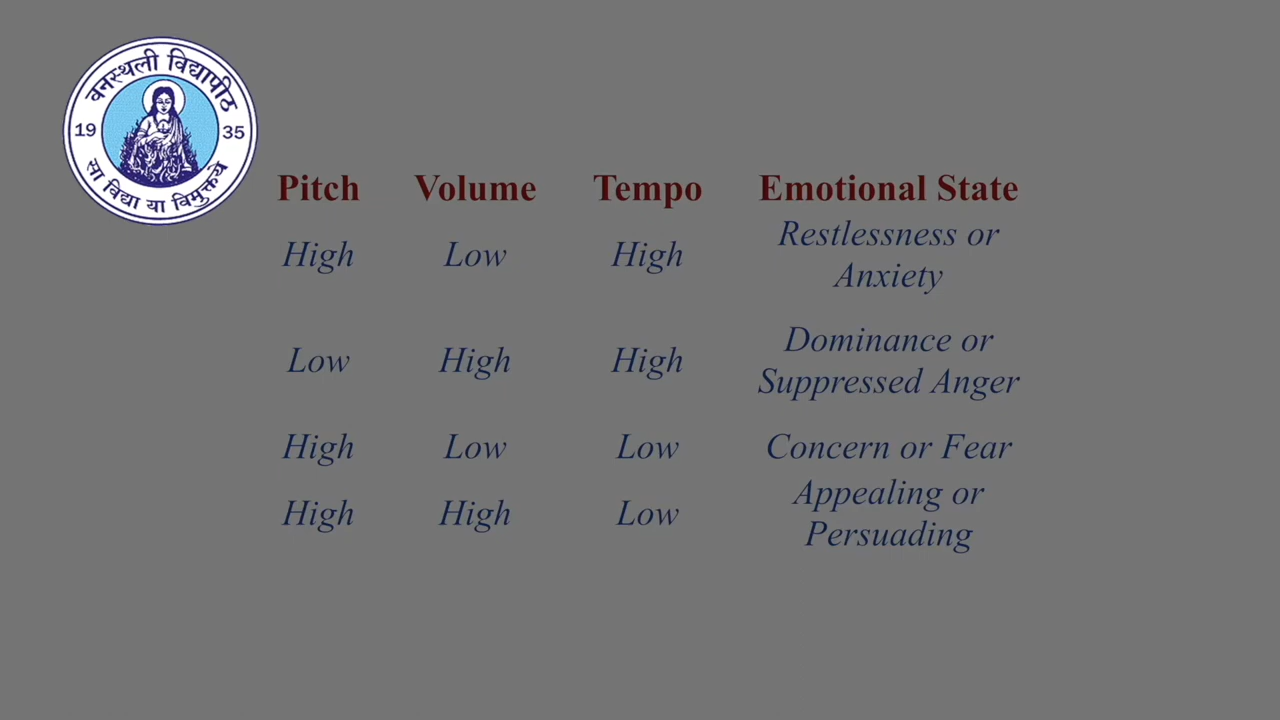 वनस्थली विद्यापीठ
19 35
सा विद्या या विमुक्तये
Pitch Volume Tempo Emotional State
High Low High Restlessness or
Anxiety
Low High High Dominance or
Suppressed Anger
High Low Low Concern or Fear
High High Low Appealing or
Persuading